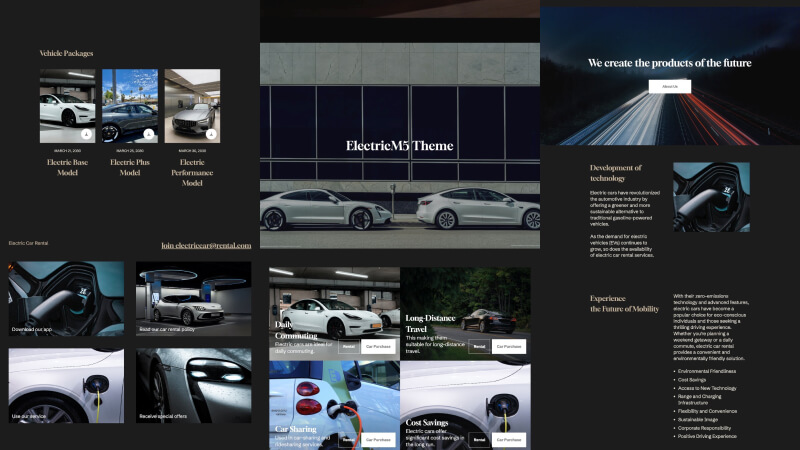 Vehicle Packages
MARCH 21, 2030
Electric Base
Model
MARCH 25, 2030
Electric Plus
Model
MARCH 30, 2030
Electric
Performance
Model
Electric Car Rental
Join electriccar@rental.com
Download our app
Read our car rental policy
Use our service
Receive special offers
ElectricM5 Theme
Daily
Commuting
Electric cars are ideal for
daily commuting.
Rental
Car Purchase
Long-Distance
Travel
This making them
suitable for long-distance
travel.
Rental
Car Purchase
Car Sharing
Used in car-sharing and
ridesharing services.
Rental
Car Purchase
Cost Savings
Electric cars offer
significant cost savings in
the long run.
Rental
Car Purchase
We create the products of the future
About Us
Development of
technology
Electric cars have revolutionized
the automotive industry by
offering a greener and more
sustainable alternative to
traditional gasoline-powered
vehicles.
As the demand for electric
vehicles (EVs) continues to
grow, so does the availability
of electric car rental services.
Experience
the Future of Mobility
With their zero-emissions
technology and advanced features,
electric cars have become a
popular choice for eco-conscious
individuals and those seeking a
thrilling driving experience.
Whether you're planning a
weekend getaway or a daily
commute, electric car rental
provides a convenient and
environmentally friendly solution.
• Environmental Friendliness
• Cost Savings
• Access to New Technology
• Range and Charging
Infrastructure
• Flexibility and Convenience
• Sustainable Image
• Corporate Responsibility
• Positive Driving Experience